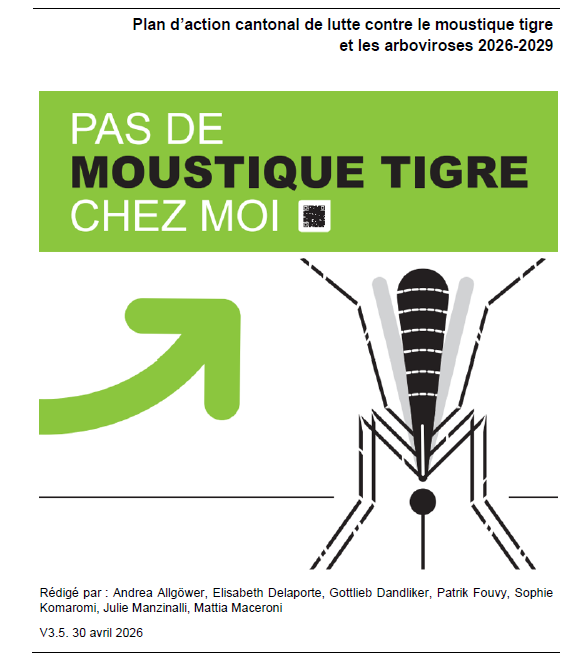 Plan d’action cantonal de lutte contre le moustique tigre
et les arboviroses 2026-2029
PAS DE
MOUSTIQUE TIGRE
CHEZ MOI
Rédigé par : Andrea Allgöwer, Elisabeth Delaporte, Gottlieb Dandliker, Patrik Fouvy, Sophie
Komaromi, Julie Manzinalli, Mattia Maceroni
V3.5. 30 avril 2026